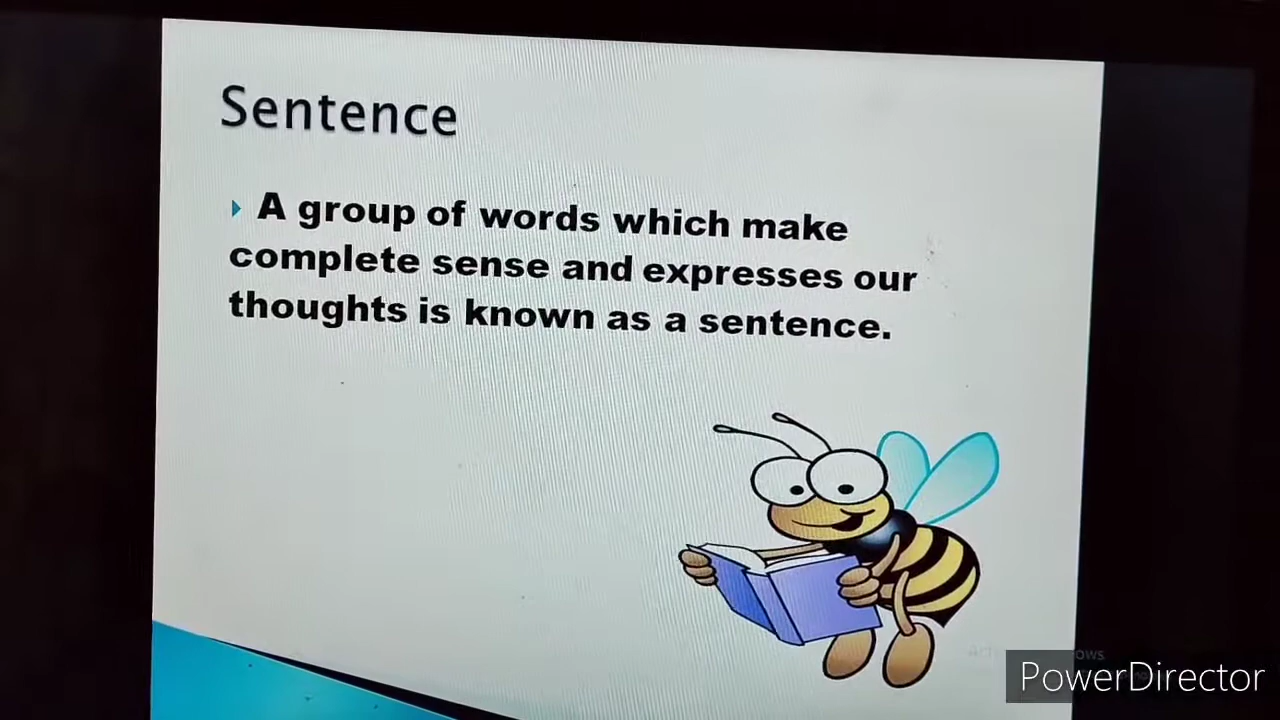 Sentence
A group of words which make
complete sense and expresses our
thoughts is known as a sentence.
PowerDirector